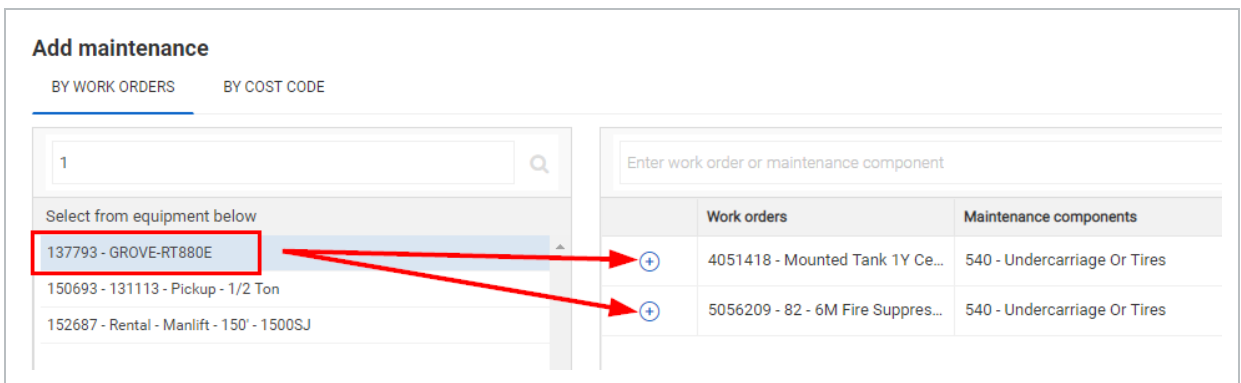 Add maintenance
BY WORK ORDERS BY COST CODE
1
Select from equipment below
137793 - GROVE-RT880E
150693 - 131113 - Pickup - 1/2 Ton
152687 - Rental - Manlift - 150' - 1500SJ
Enter work order or maintenance component
Work orders Maintenance components
4051418 - Mounted Tank 1Y Ce... 540 - Undercarriage Or Tires
5056209 - 82 - 6M Fire Suppres... 540 - Undercarriage Or Tires